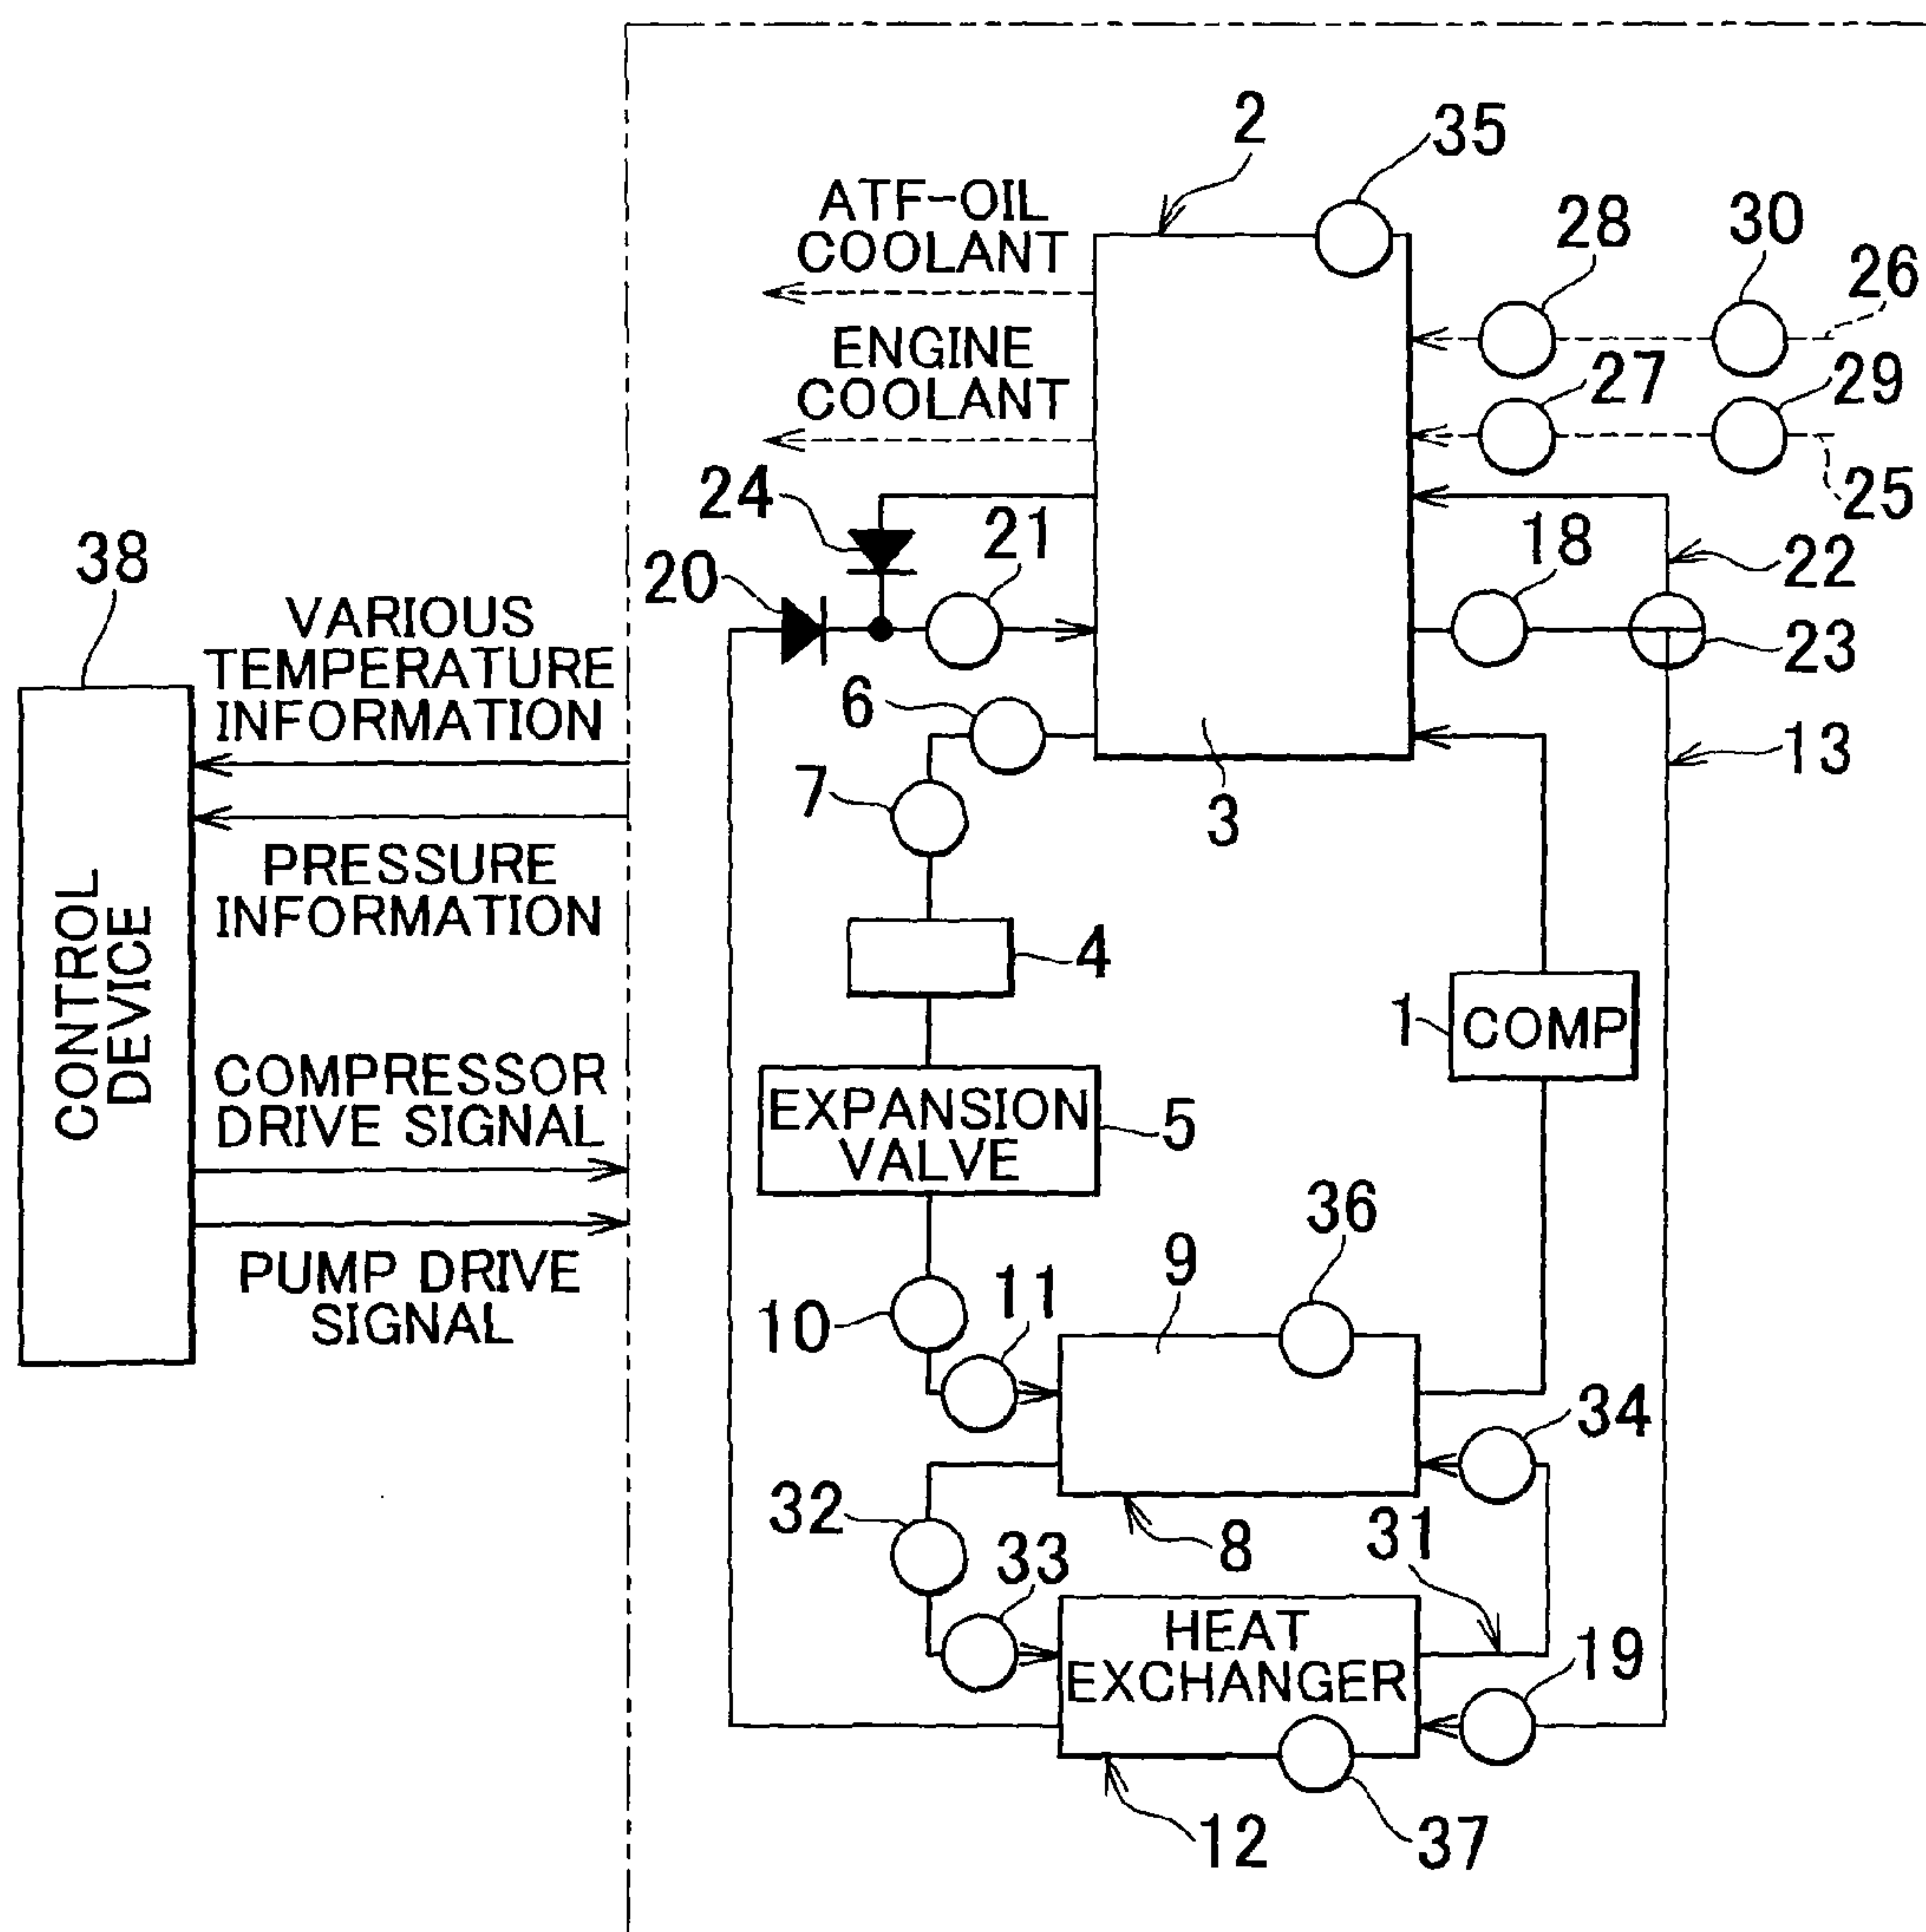 2
35
ATF-OIL
COOLANT
28
30
26
ENGINE
COOLANT
27
29
25
24
21
18
22
20
23
38
VARIOUS
TEMPERATURE
INFORMATION
6
13
7
3
PRESSURE
INFORMATION
CONTROL
DEVICE
4
1
COMP
COMPRESSOR
DRIVE SIGNAL
EXPANSION
VALVE
5
PUMP DRIVE
SIGNAL
36
9
11
10
34
32
33
8
31
HEAT
EXCHANGER
19
12
37